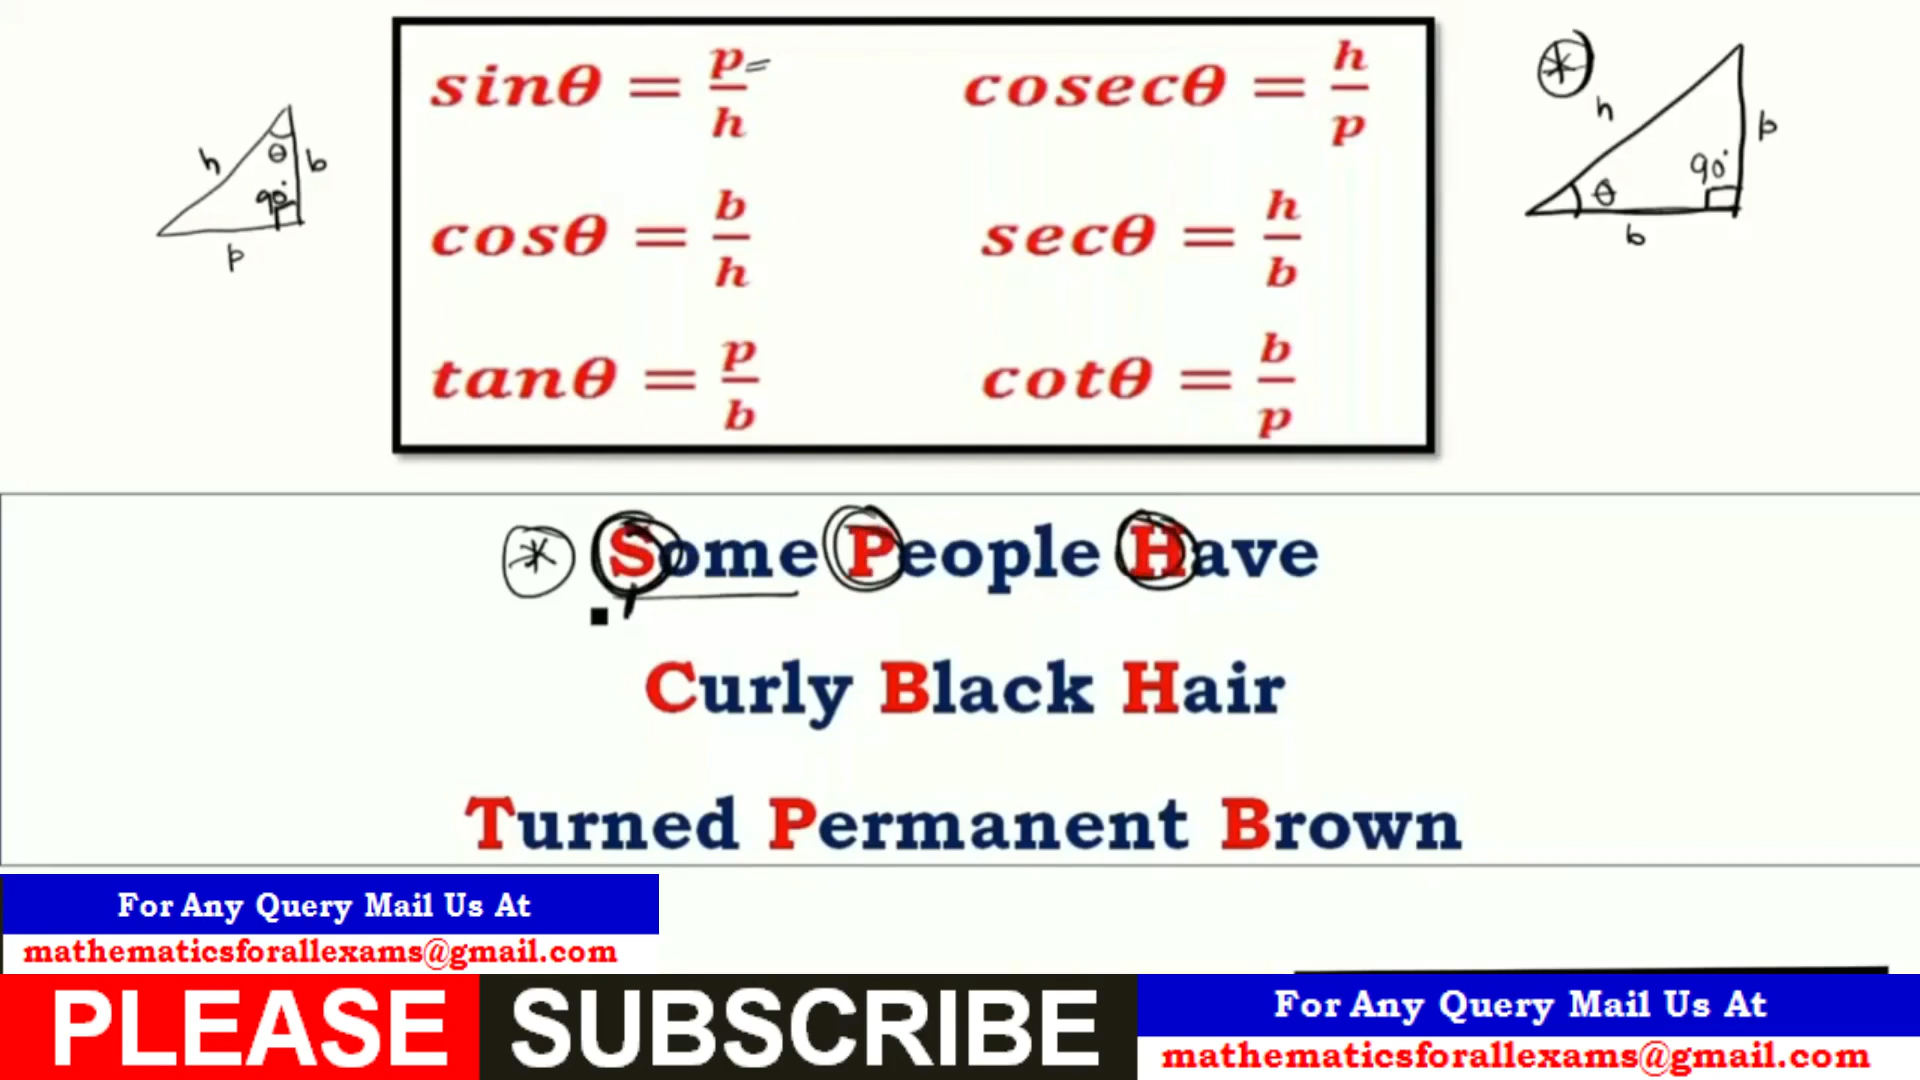 sinθ = p/h =
cosecθ = h/p
cosθ = b/h
secθ = h/b
tanθ = p/b
cotθ = b/p
h
θ
b
90°
p
*
h
p
90°
θ
b
* Some People Have
Curly Black Hair
Turned Permanent Brown
For Any Query Mail Us At
mathematicsforallexams@gmail.com
PLEASE SUBSCRIBE
For Any Query Mail Us At
mathematicsforallexams@gmail.com